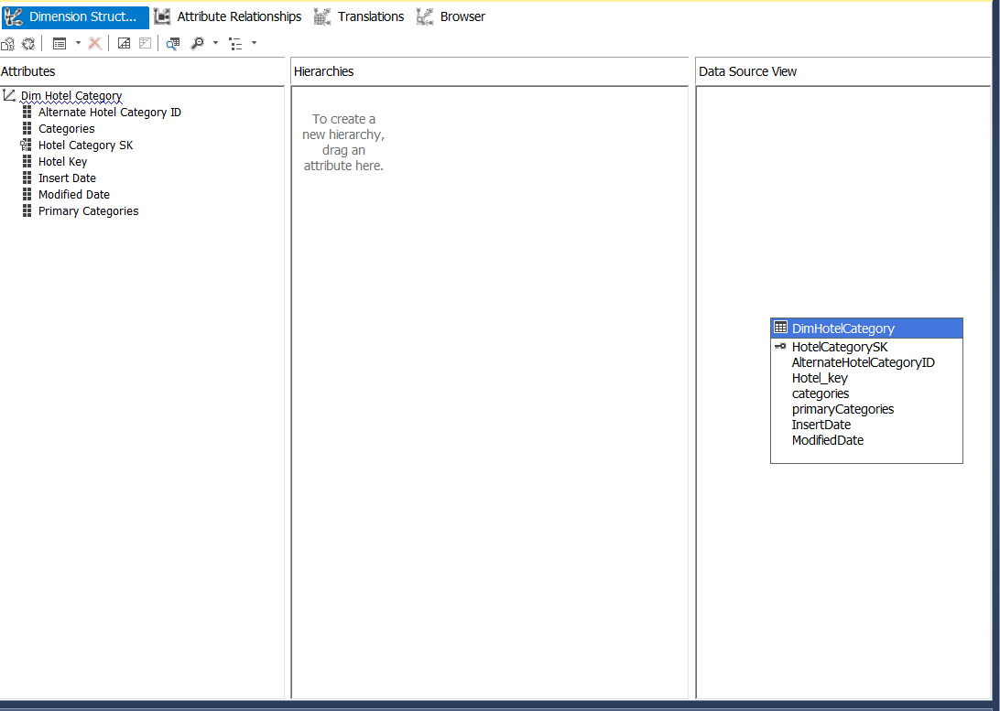 Dimension Struct...
Attribute Relationships
Translations
Browser
Attributes
Dim Hotel Category
Alternate Hotel Category ID
Categories
Hotel Category SK
Hotel Key
Insert Date
Modified Date
Primary Categories
Hierarchies
To create a
new hierarchy,
drag an
attribute here.
Data Source View
DimHotelCategory
HotelCategorySK
AlternateHotelCategoryID
Hotel_key
categories
primaryCategories
InsertDate
ModifiedDate